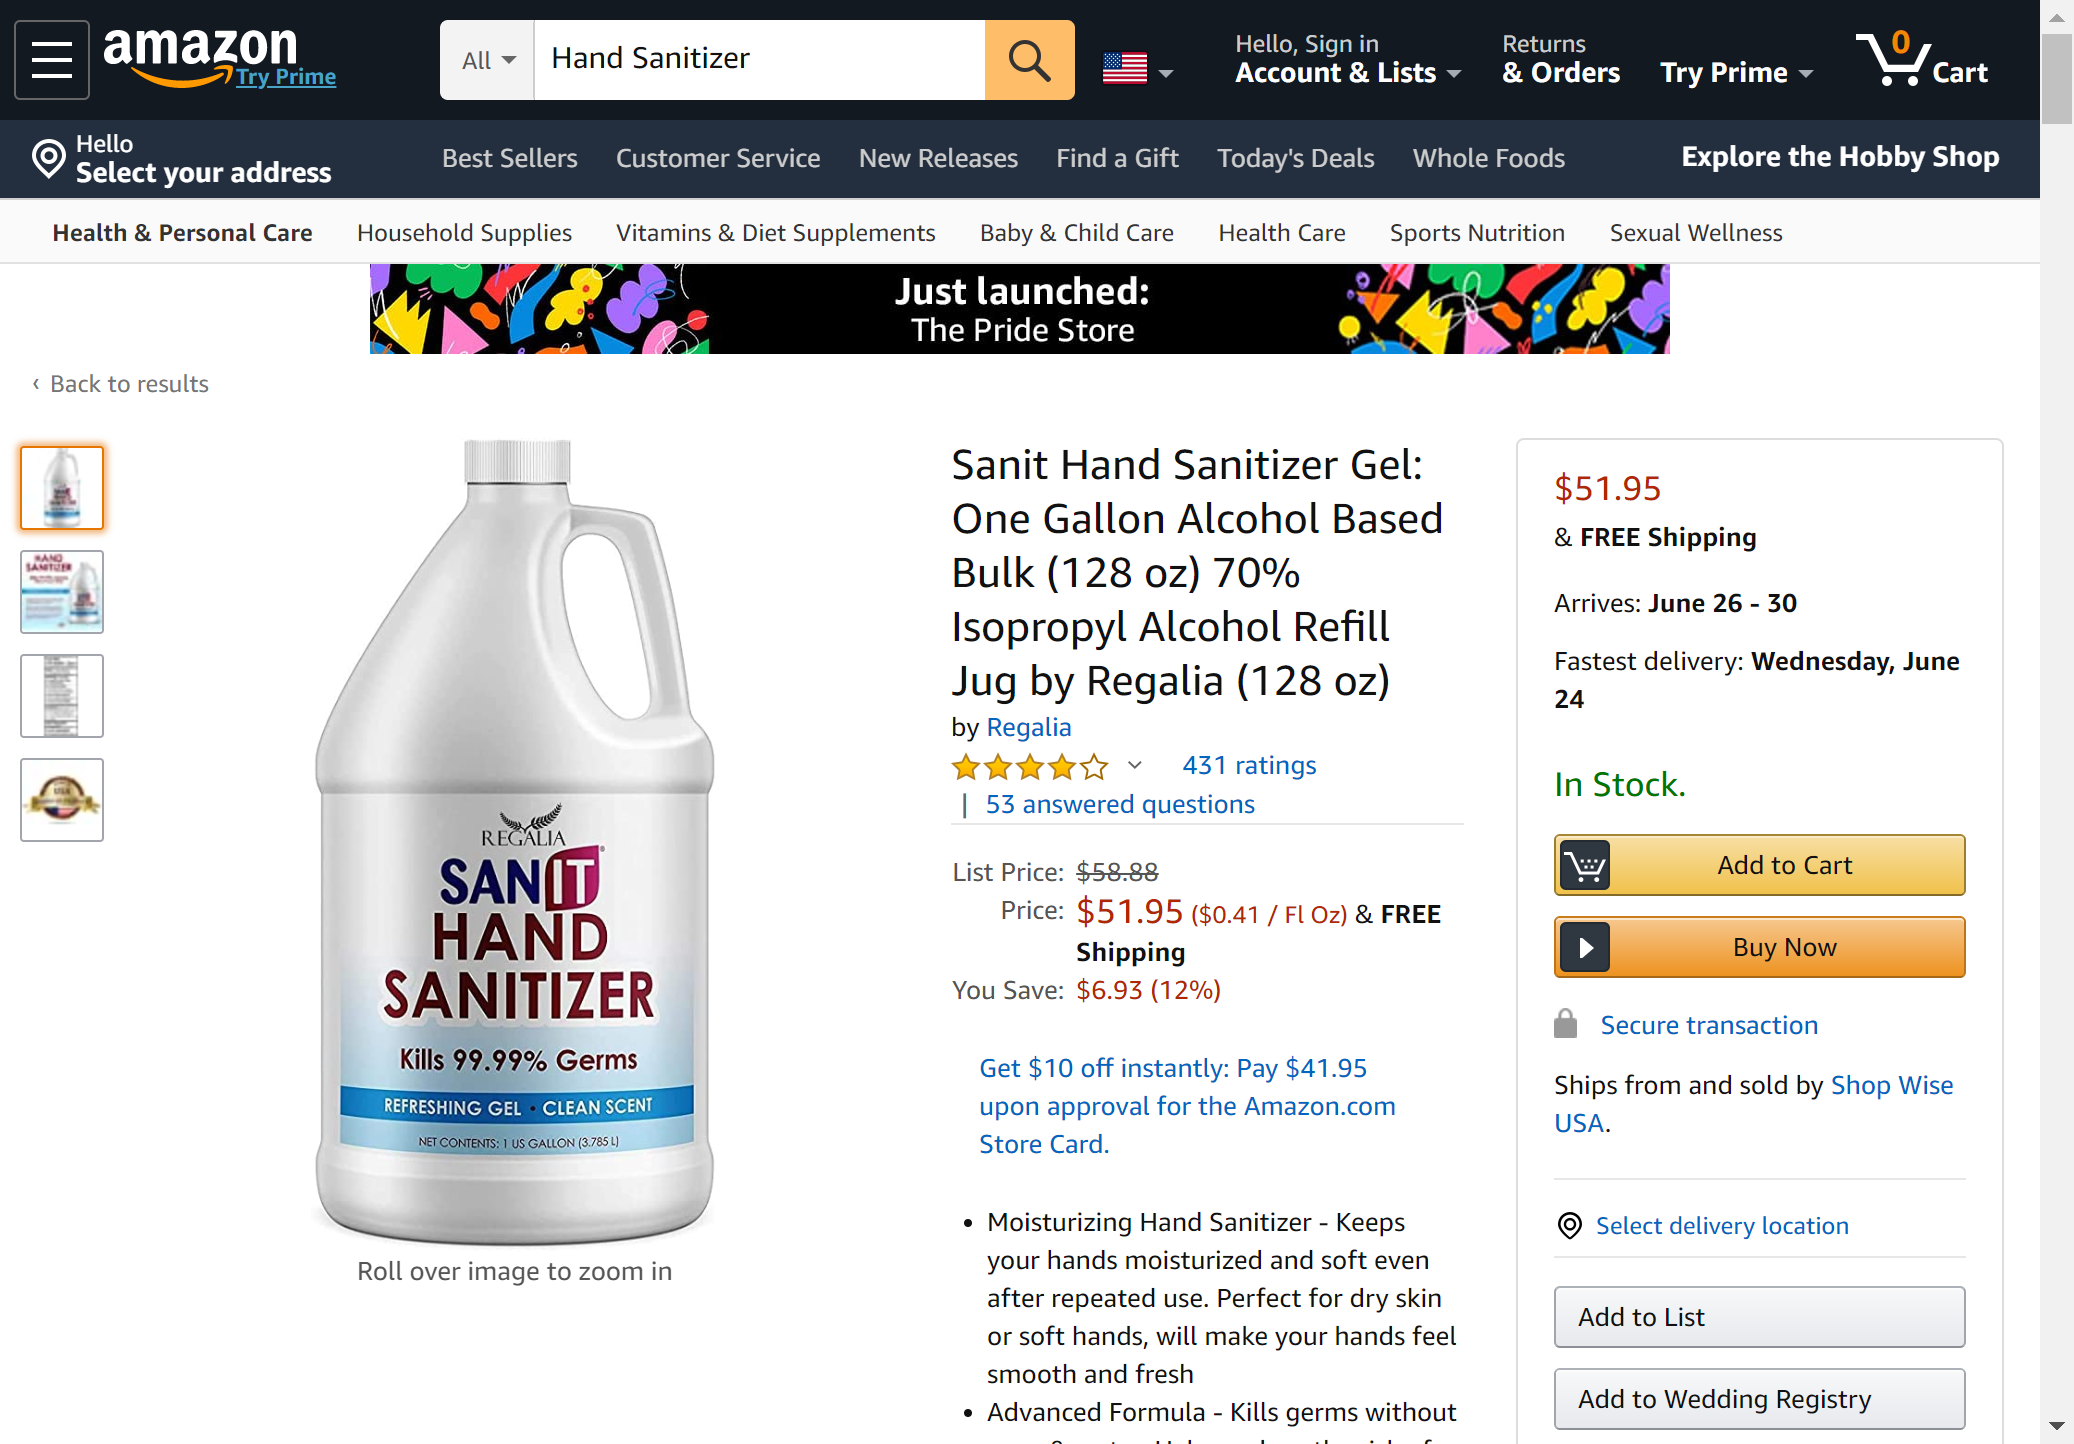 amazon
Try Prime
All
Hand Sanitizer
Hello, Sign in
Account & Lists
Returns
& Orders
Try Prime
0
Cart
Hello
Select your address
Best Sellers
Customer Service
New Releases
Find a Gift
Today's Deals
Whole Foods
Explore the Hobby Shop
Health & Personal Care
Household Supplies
Vitamins & Diet Supplements
Baby & Child Care
Health Care
Sports Nutrition
Sexual Wellness
Just launched:
The Pride Store
‹ Back to results
HAND
SANITIZER
REGALIA
SANIT
HAND
SANITIZER
Kills 99.99% Germs
REFRESHING GEL · CLEAN SCENT
NET CONTENTS: 1 US GALLON (3.785 L)
Roll over image to zoom in
Sanit Hand Sanitizer Gel:
One Gallon Alcohol Based
Bulk (128 oz) 70%
Isopropyl Alcohol Refill
Jug by Regalia (128 oz)
by Regalia
431 ratings
| 53 answered questions
List Price: $58.88
Price: $51.95 ($0.41 / Fl Oz) & FREE
Shipping
You Save: $6.93 (12%)
Get $10 off instantly: Pay $41.95
upon approval for the Amazon.com
Store Card.
• Moisturizing Hand Sanitizer - Keeps
your hands moisturized and soft even
after repeated use. Perfect for dry skin
or soft hands, will make your hands feel
smooth and fresh
• Advanced Formula - Kills germs without
$51.95
& FREE Shipping
Arrives: June 26 - 30
Fastest delivery: Wednesday, June
24
In Stock.
Add to Cart
Buy Now
Secure transaction
Ships from and sold by Shop Wise
USA.
Select delivery location
Add to List
Add to Wedding Registry